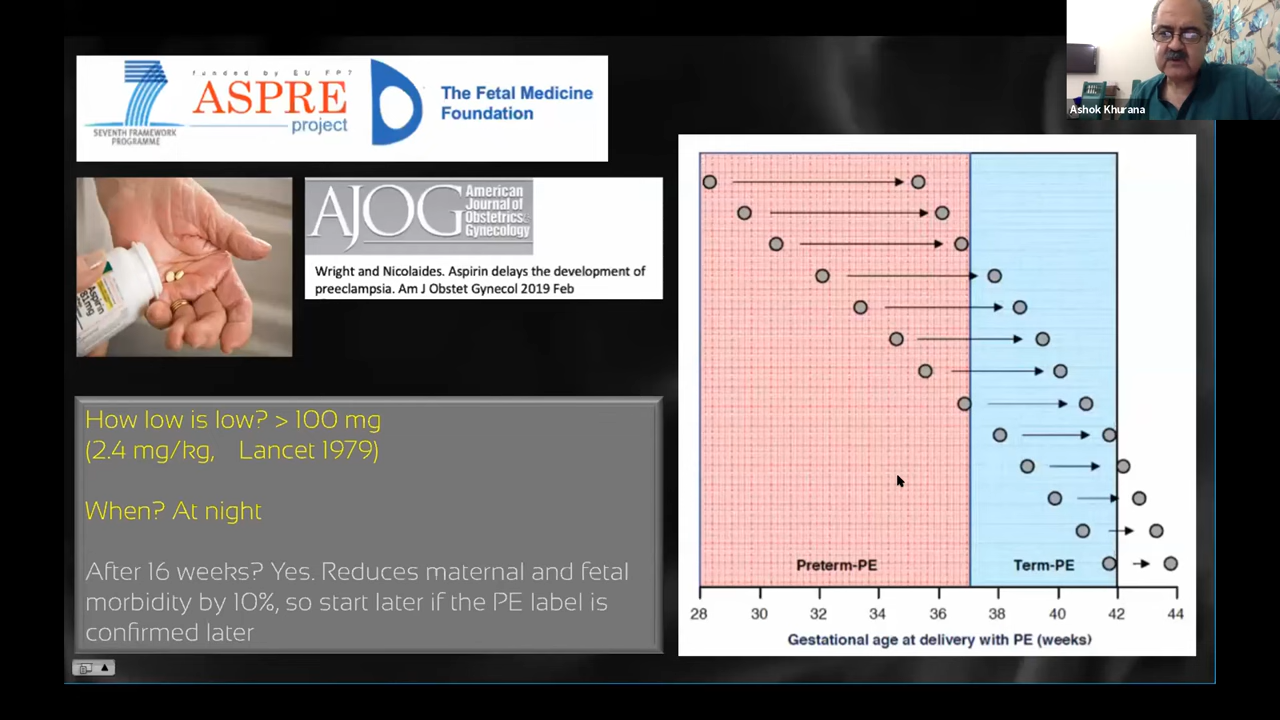 funded by EU FP7
7
SEVENTH FRAMEWORK
PROGRAMME
ASPRE
project
The Fetal Medicine
Foundation
Ashok Khurana
Aspirin
81 mg
AJOG
American
Journal of
Obstetrics&
Gynecology
Wright and Nicolaides. Aspirin delays the development of
preeclampsia. Am J Obstet Gynecol 2019 Feb
How low is low? > 100 mg
(2.4 mg/kg, Lancet 1979)
When? At night
After 16 weeks? Yes. Reduces maternal and fetal
morbidity by 10%, so start later if the PE label is
confirmed later
Preterm-PE
Term-PE
28 30 32 34 36 38 40 42 44
Gestational age at delivery with PE (weeks)